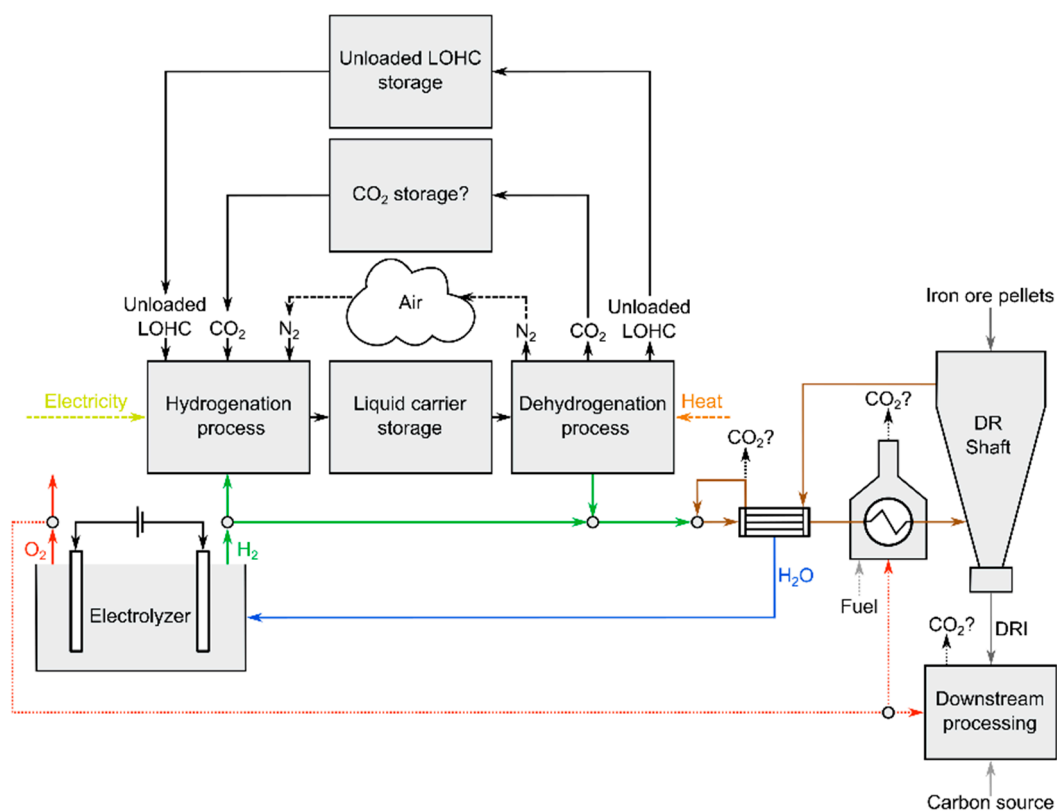 Unloaded LOHC
storage
CO₂ storage?
Air
Unloaded
LOHC
CO₂
N₂
N₂
CO₂
Unloaded
LOHC
Iron ore pellets
Electricity
Hydrogenation
process
Liquid carrier
storage
Dehydrogenation
process
Heat
CO₂?
CO₂?
DR
Shaft
O₂
H₂
Electrolyzer
H₂O
Fuel
CO₂?
DRI
Downstream
processing
Carbon source